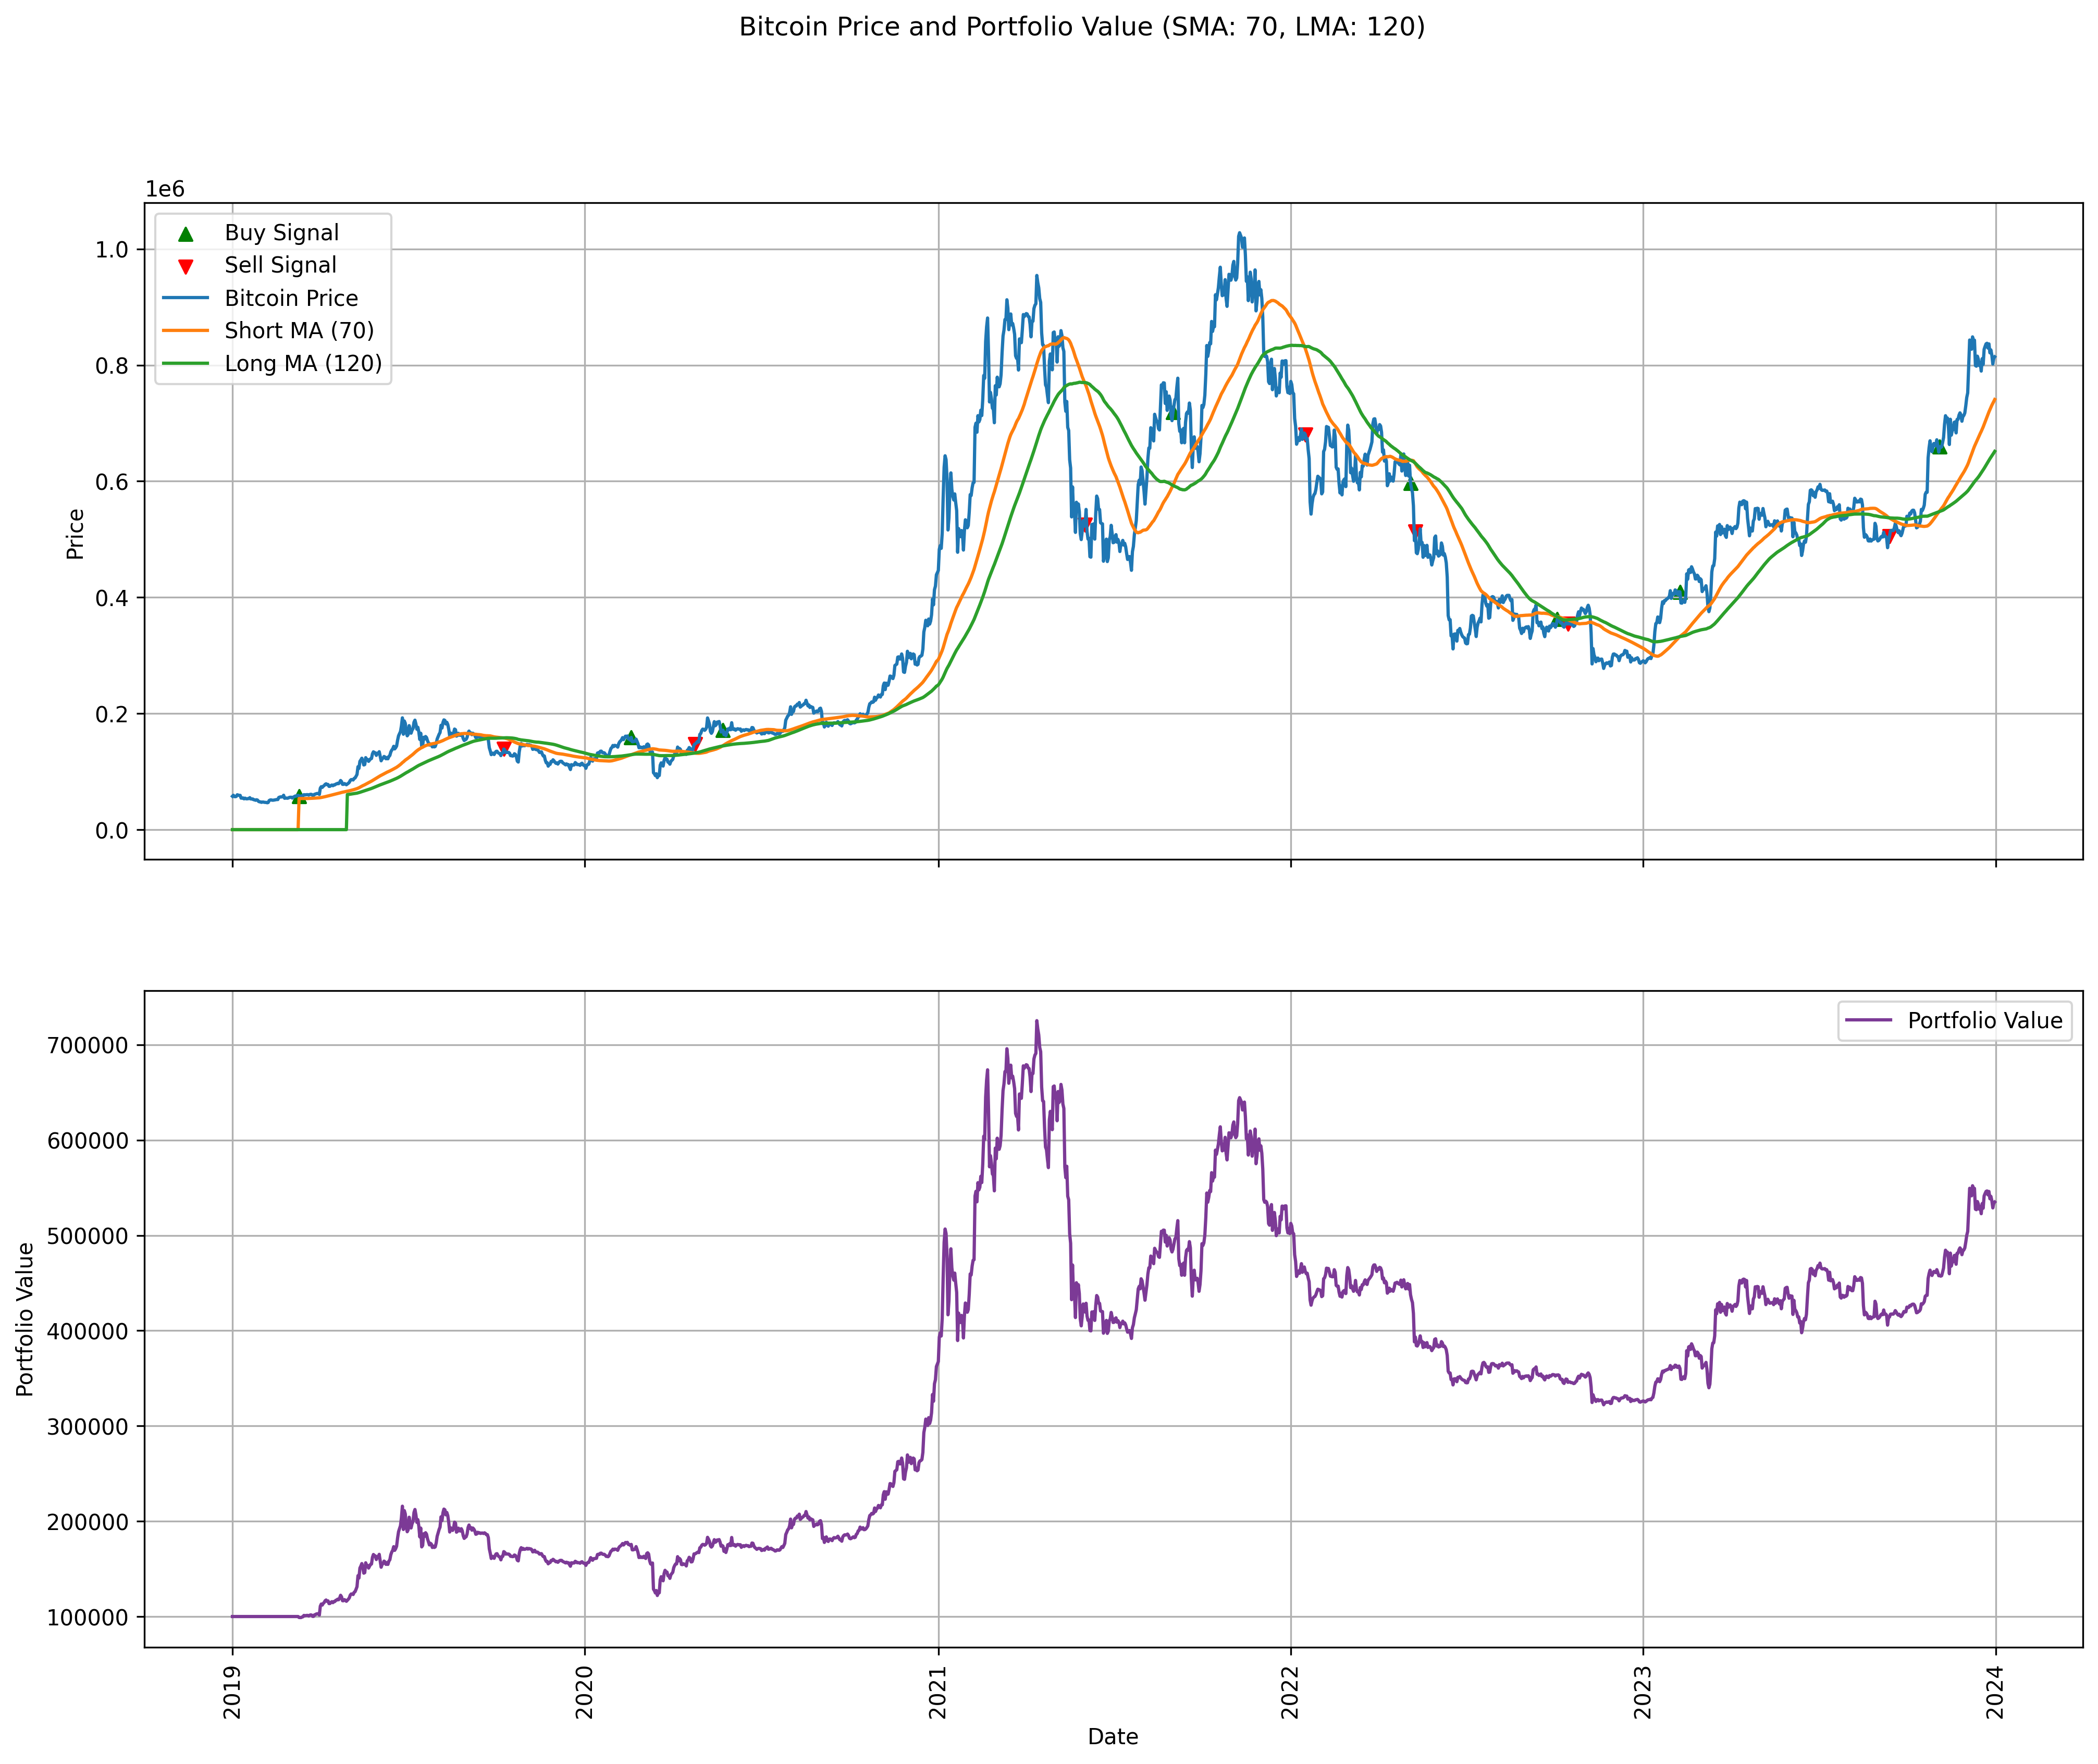 Bitcoin Price and Portfolio Value (SMA: 70, LMA: 120)
1e6
Buy Signal
Sell Signal
Bitcoin Price
Short MA (70)
Long MA (120)
1.0
0.8
0.6
0.4
0.2
0.0
Price
Portfolio Value
700000
600000
500000
400000
300000
200000
100000
Portfolio Value
2019
2020
2021
2022
2023
2024
Date